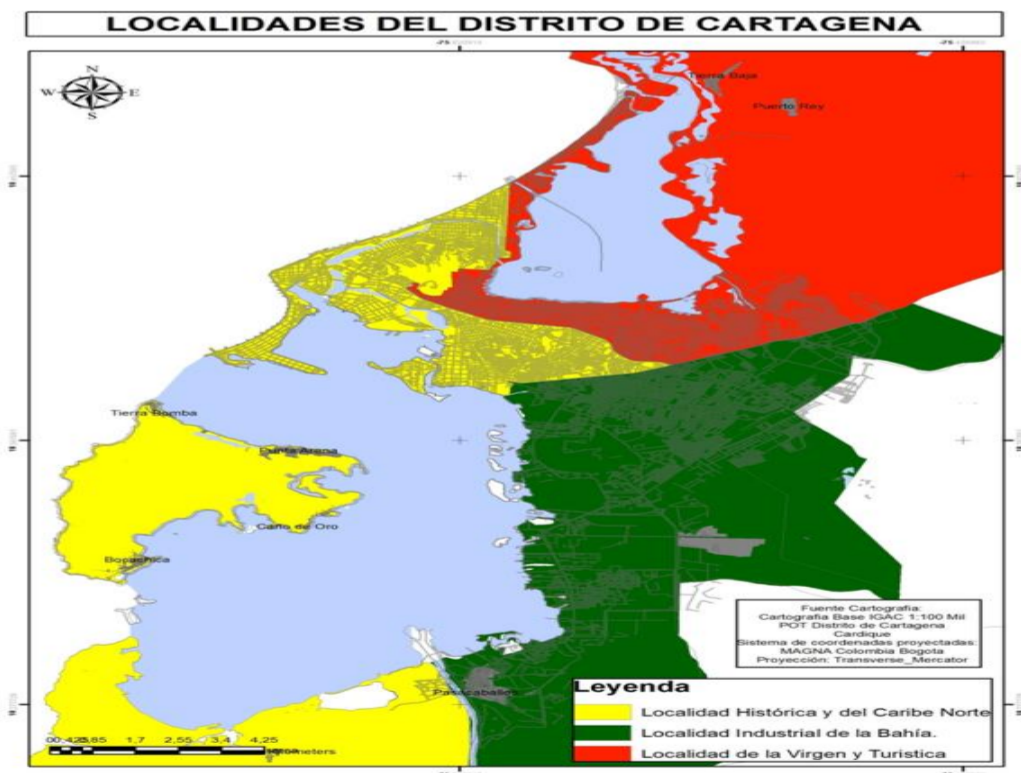 LOCALIDADES DEL DISTRITO DE CARTAGENA
N
W E
S
Tierra Baja
Puerto Rey
Tierra Bomba
Punta Arena
Caño de Oro
Bocachica
Pasacaballos
Fuente Cartografia:
Cartografia Base IGAC 1:100 Mil
POT Distrito de Cartagena
Cardique
Sistema de coordenadas proyectadas:
MAGNA Colombia Bogota
Proyección: Transverse_Mercator
Leyenda
Localidad Histórica y del Caribe Norte
Localidad Industrial de la Bahía.
Localidad de la Virgen y Turistica
1,7 2,55 3,4 4,25